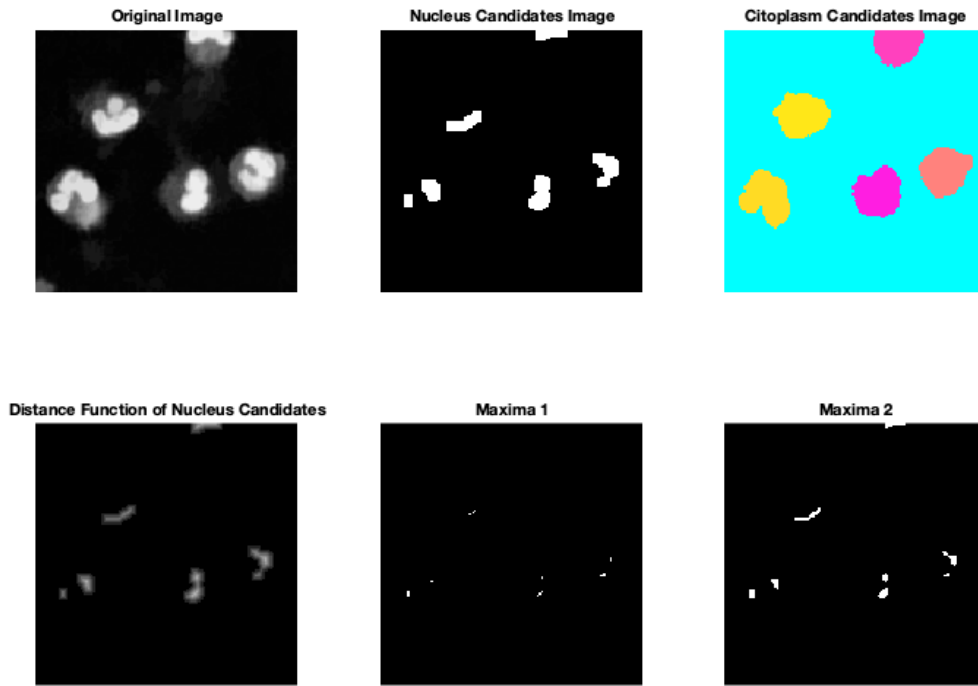 Original Image
Nucleus Candidates Image
Citoplasm Candidates Image
Distance Function of Nucleus Candidates
Maxima 1
Maxima 2